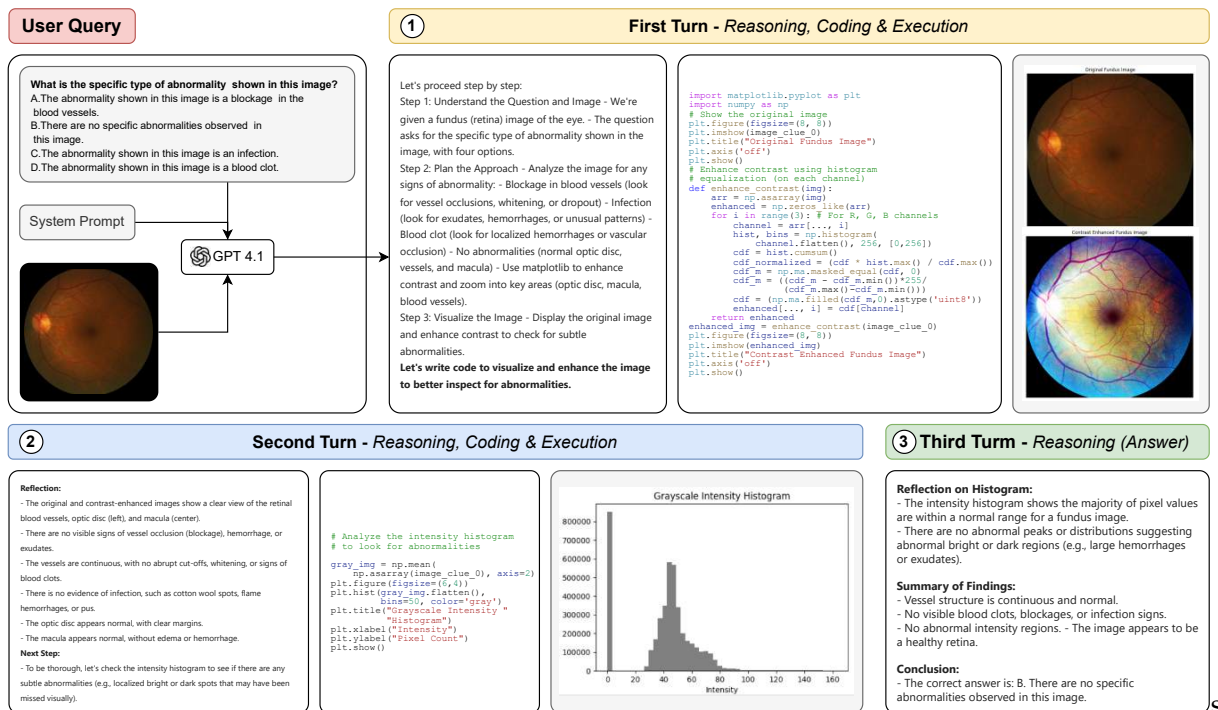 User Query
1 First Turn - Reasoning, Coding & Execution
What is the specific type of abnormality shown in this image?
A.The abnormality shown in this image is a blockage in the
blood vessels.
B.There are no specific abnormalities observed in
this image.
C.The abnormality shown in this image is an infection.
D.The abnormality shown in this image is a blood clot.
System Prompt
GPT 4.1
Let's proceed step by step:
Step 1: Understand the Question and Image - We're
given a fundus (retina) image of the eye. - The question
asks for the specific type of abnormality shown in the
image, with four options.
Step 2: Plan the Approach - Analyze the image for any
signs of abnormality: - Blockage in blood vessels (look
for vessel occlusions, whitening, or dropout) - Infection
(look for exudates, hemorrhages, or unusual patterns) -
Blood clot (look for localized hemorrhages or vascular
occlusion) - No abnormalities (normal optic disc,
vessels, and macula) - Use matplotlib to enhance
contrast and zoom into key areas (optic disc, macula,
blood vessels).
Step 3: Visualize the Image - Display the original image
and enhance contrast to check for subtle
abnormalities.
Let's write code to visualize and enhance the image
to better inspect for abnormalities.
import matplotlib.pyplot as plt
import numpy as np
# Show the original image
plt.figure(figsize=(8, 8))
plt.imshow(image_clue_0)
plt.title("Original Fundus Image")
plt.axis('off')
plt.show()
# Enhance contrast using histogram
# equalization (on each channel)
def enhance_contrast(img):
arr = np.asarray(img)
enhanced = np.zeros_like(arr)
for i in range(3): # For R, G, B channels
channel = arr[..., i]
hist, bins = np.histogram(
channel.flatten(), 256, [0,256])
cdf = hist.cumsum()
cdf_normalized = (cdf * hist.max() / cdf.max())
cdf_m = np.ma.masked_equal(cdf, 0)
cdf_m = ((cdf_m - cdf_m.min())*255/
(cdf_m.max()-cdf_m.min()))
cdf = (np.ma.filled(cdf_m,0).astype('uint8'))
enhanced[..., i] = cdf[channel]
return enhanced
enhanced_img = enhance_contrast(image_clue_0)
plt.figure(figsize=(8, 8))
plt.imshow(enhanced_img)
plt.title("Contrast Enhanced Fundus Image")
plt.axis('off')
plt.show()
Original Fundus Image
Contrast Enhanced Fundus Image
2 Second Turn - Reasoning, Coding & Execution
3 Third Turm - Reasoning (Answer)
Reflection:
- The original and contrast-enhanced images show a clear view of the retinal
blood vessels, optic disc (left), and macula (center).
- There are no visible signs of vessel occlusion (blockage), hemorrhage, or
exudates.
- The vessels are continuous, with no abrupt cut-offs, whitening, or signs of
blood clots.
- There is no evidence of infection, such as cotton wool spots, flame
hemorrhages, or pus.
- The optic disc appears normal, with clear margins.
- The macula appears normal, without edema or hemorrhage.
Next Step:
- To be thorough, let's check the intensity histogram to see if there are any
subtle abnormalities (e.g., localized bright or dark spots that may have been
missed visually).
# Analyze the intensity histogram
# to look for abnormalities
gray_img = np.mean(
np.asarray(image_clue_0), axis=2)
plt.figure(figsize=(6,4))
plt.hist(gray_img.flatten(),
bins=50, color='gray')
plt.title("Grayscale Intensity "
"Histogram")
plt.xlabel("Intensity")
plt.ylabel("Pixel Count")
plt.show()
Grayscale Intensity Histogram
800000
700000
600000
500000
400000
300000
200000
100000
0
0 20 40 60 80 100 120 140 160
Intensity
Reflection on Histogram:
- The intensity histogram shows the majority of pixel values
are within a normal range for a fundus image.
- There are no abnormal peaks or distributions suggesting
abnormal bright or dark regions (e.g., large hemorrhages
or exudates).
Summary of Findings:
- Vessel structure is continuous and normal.
- No visible blood clots, blockages, or infection signs.
- No abnormal intensity regions. - The image appears to be
a healthy retina.
Conclusion:
- The correct answer is: B. There are no specific
abnormalities observed in this image.